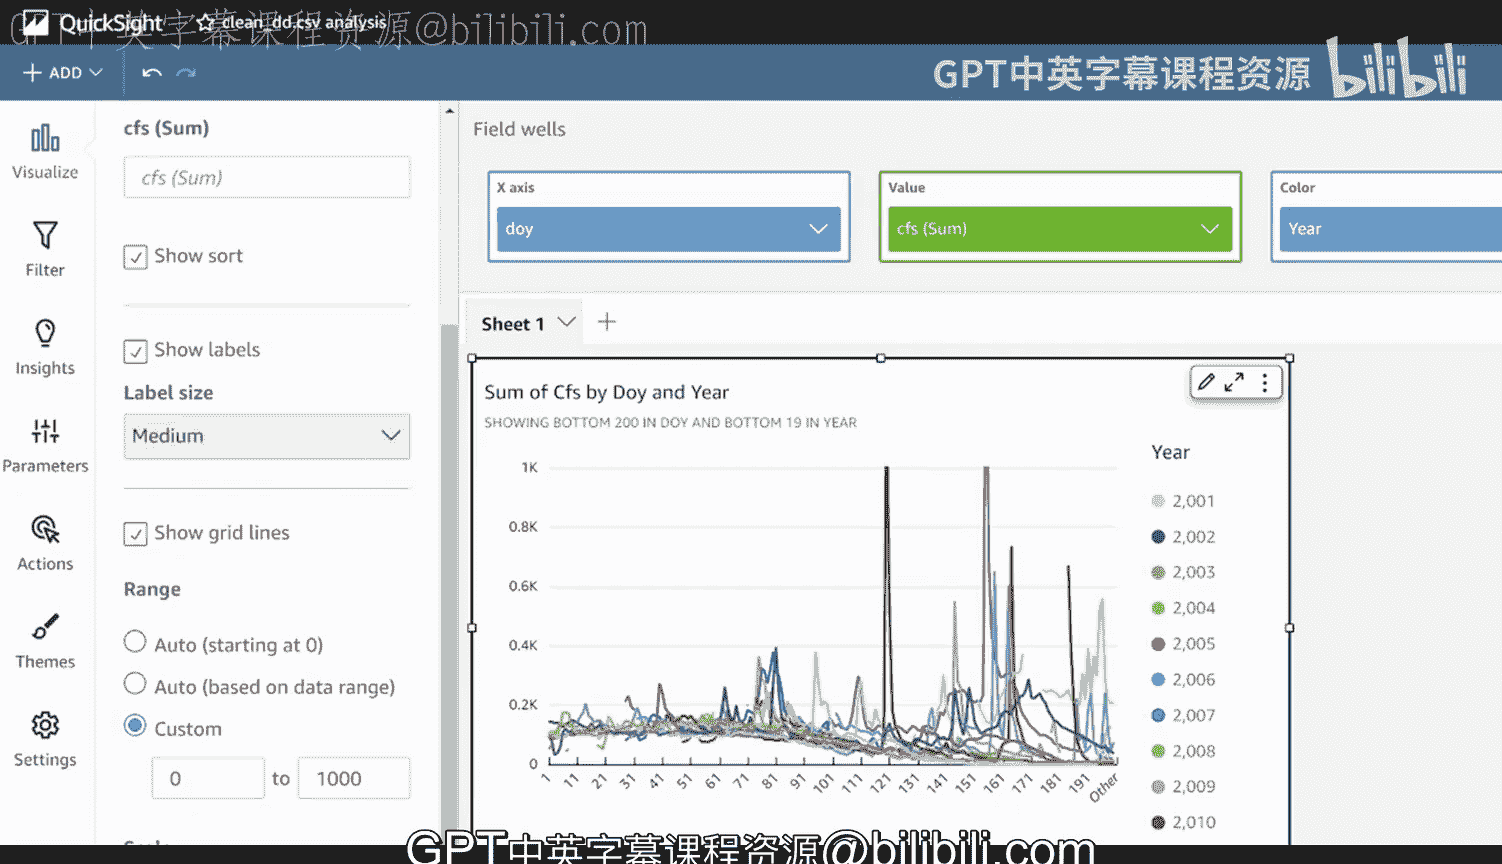 QuickSight clean_dd.csv analysis
GPT中英字幕课程资源@bilibili.com
ADD
GPT中英字幕课程资源 bilibili
Visualize
Filter
Insights
Parameters
Actions
Themes
Settings
cfs (Sum)
cfs (Sum)
Show sort
Show labels
Label size
Medium
Show grid lines
Range
Auto (starting at 0)
Auto (based on data range)
Custom
0 to 1000
Field wells
X axis
doy
Value
cfs (Sum)
Color
Year
Sheet 1
Sum of Cfs by Doy and Year
SHOWING BOTTOM 200 IN DOY AND BOTTOM 19 IN YEAR
1K
0.8K
0.6K
0.4K
0.2K
0
1 11 21 31 41 51 61 71 81 91 101 111 121 131 141 151 161 171 181 191 Other
Year
2,001
2,002
2,003
2,004
2,005
2,006
2,007
2,008
2,009
2,010
GPT中英字幕课程资源@bilibili.com